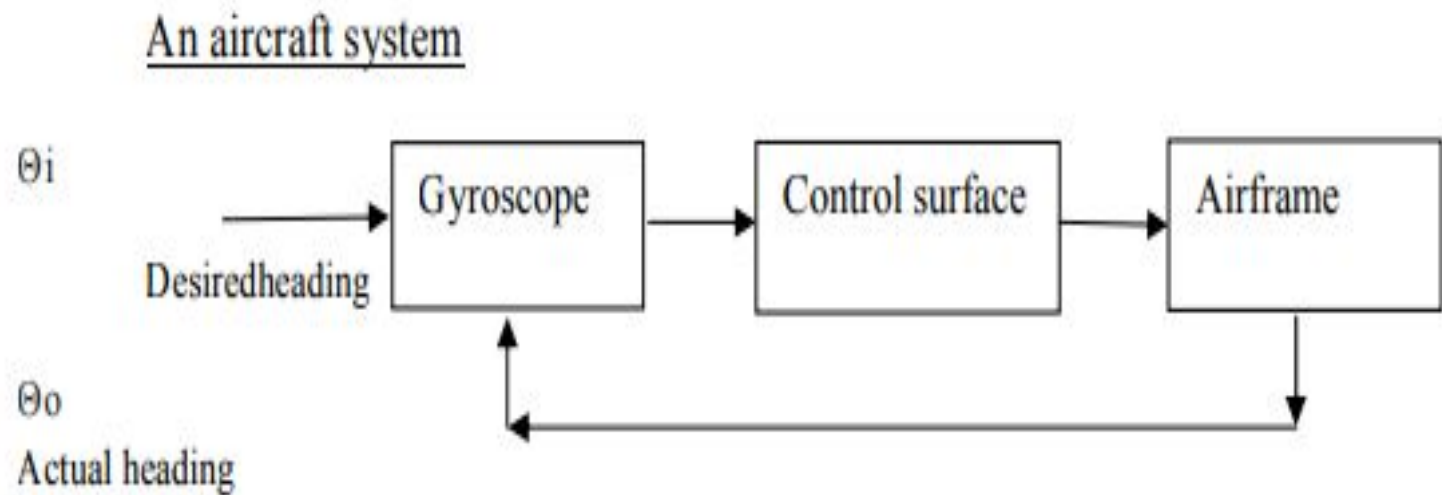 An aircraft system
Θi
Gyroscope
Control surface
Airframe
Desiredheading
Θo
Actual heading